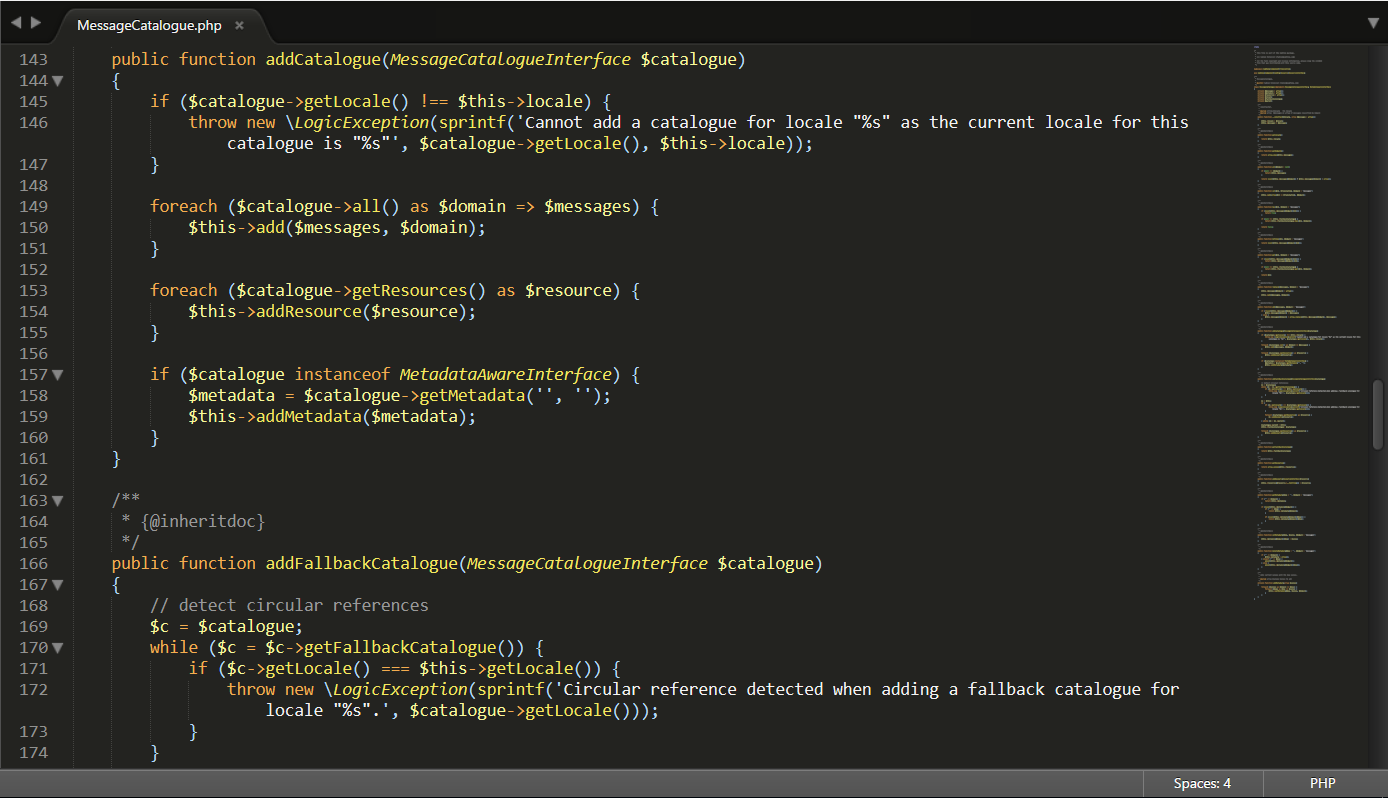 MessageCatalogue.php ×
143 public function addCatalogue(MessageCatalogueInterface $catalogue)
144 {
145 if ($catalogue->getLocale() !== $this->locale) {
146 throw new \LogicException(sprintf('Cannot add a catalogue for locale "%s" as the current locale for this
catalogue is "%s"', $catalogue->getLocale(), $this->locale));
147 }
148
149 foreach ($catalogue->all() as $domain => $messages) {
150 $this->add($messages, $domain);
151 }
152
153 foreach ($catalogue->getResources() as $resource) {
154 $this->addResource($resource);
155 }
156
157 if ($catalogue instanceof MetadataAwareInterface) {
158 $metadata = $catalogue->getMetadata('', '');
159 $this->addMetadata($metadata);
160 }
161 }
162
163 /**
164 * {@inheritdoc}
165 */
166 public function addFallbackCatalogue(MessageCatalogueInterface $catalogue)
167 {
168 // detect circular references
169 $c = $catalogue;
170 while ($c = $c->getFallbackCatalogue()) {
171 if ($c->getLocale() === $this->getLocale()) {
172 throw new \LogicException(sprintf('Circular reference detected when adding a fallback catalogue for
locale "%s".', $catalogue->getLocale()));
173 }
174 }
Spaces: 4 PHP